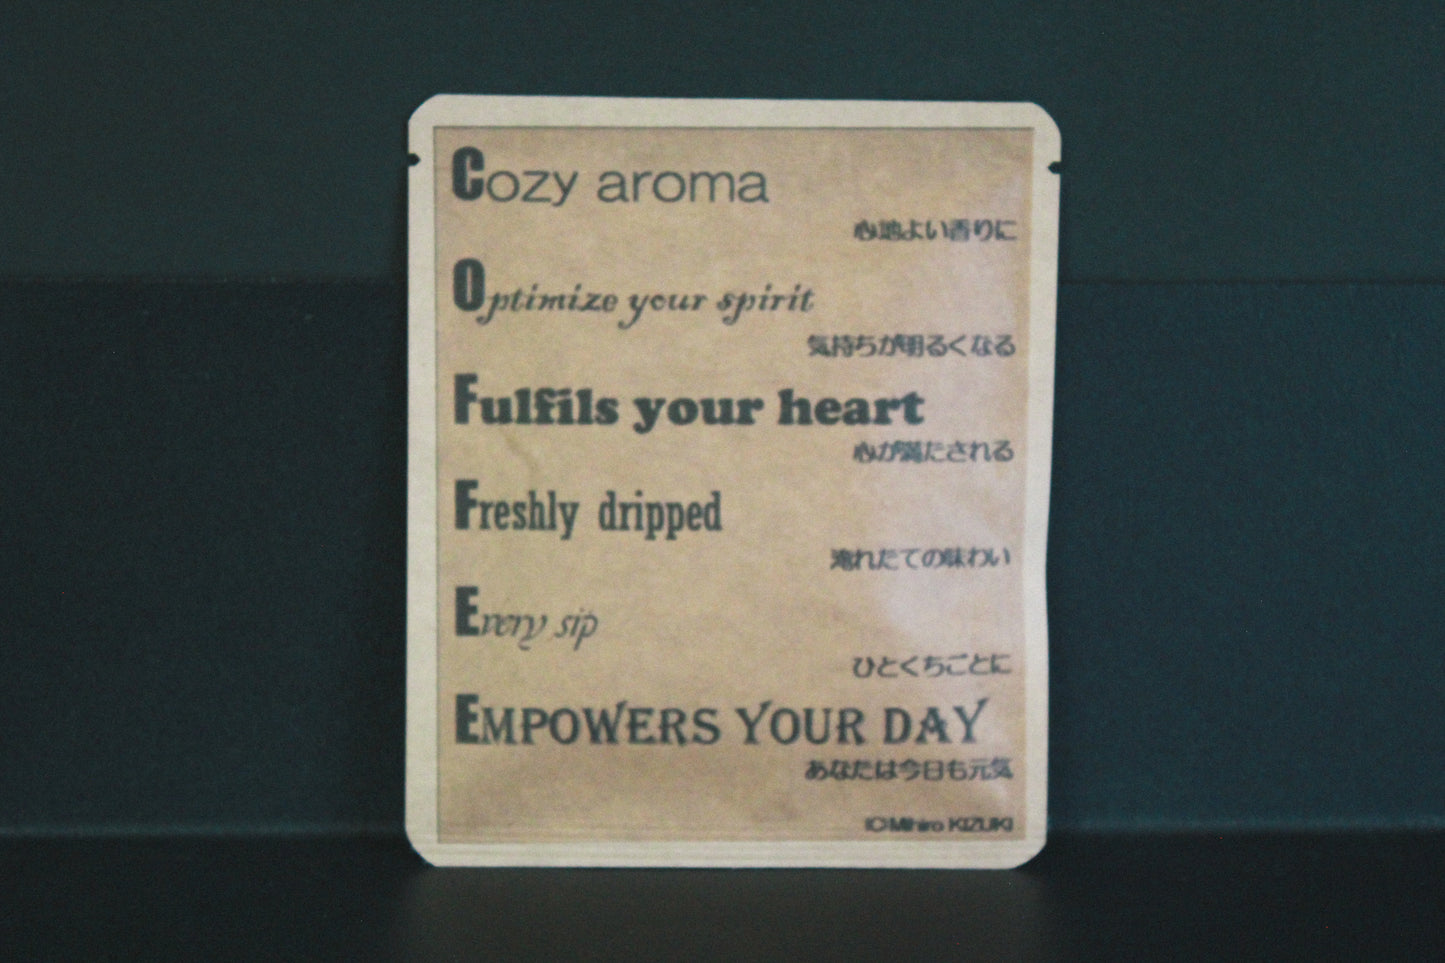 Cozy aroma
心地よい香りに
Optimize your spirit
気持ちが明るくなる
Fulfils your heart
心が満たされる
Freshly dripped
淹れたての味わい
Every sip
ひとくちごとに
EMPOWERS YOUR DAY
あなたは今日も元気
(C)Mihiro KIZUKI